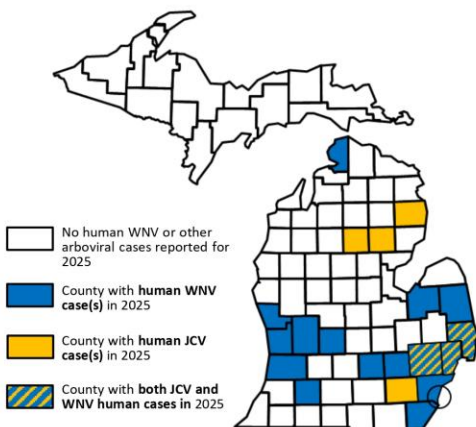 No human WNV or other
arboviral cases reported for
2025
County with human WNV
case(s) in 2025
County with human JCV
case(s) in 2025
County with both JCV and
WNV human cases in 2025